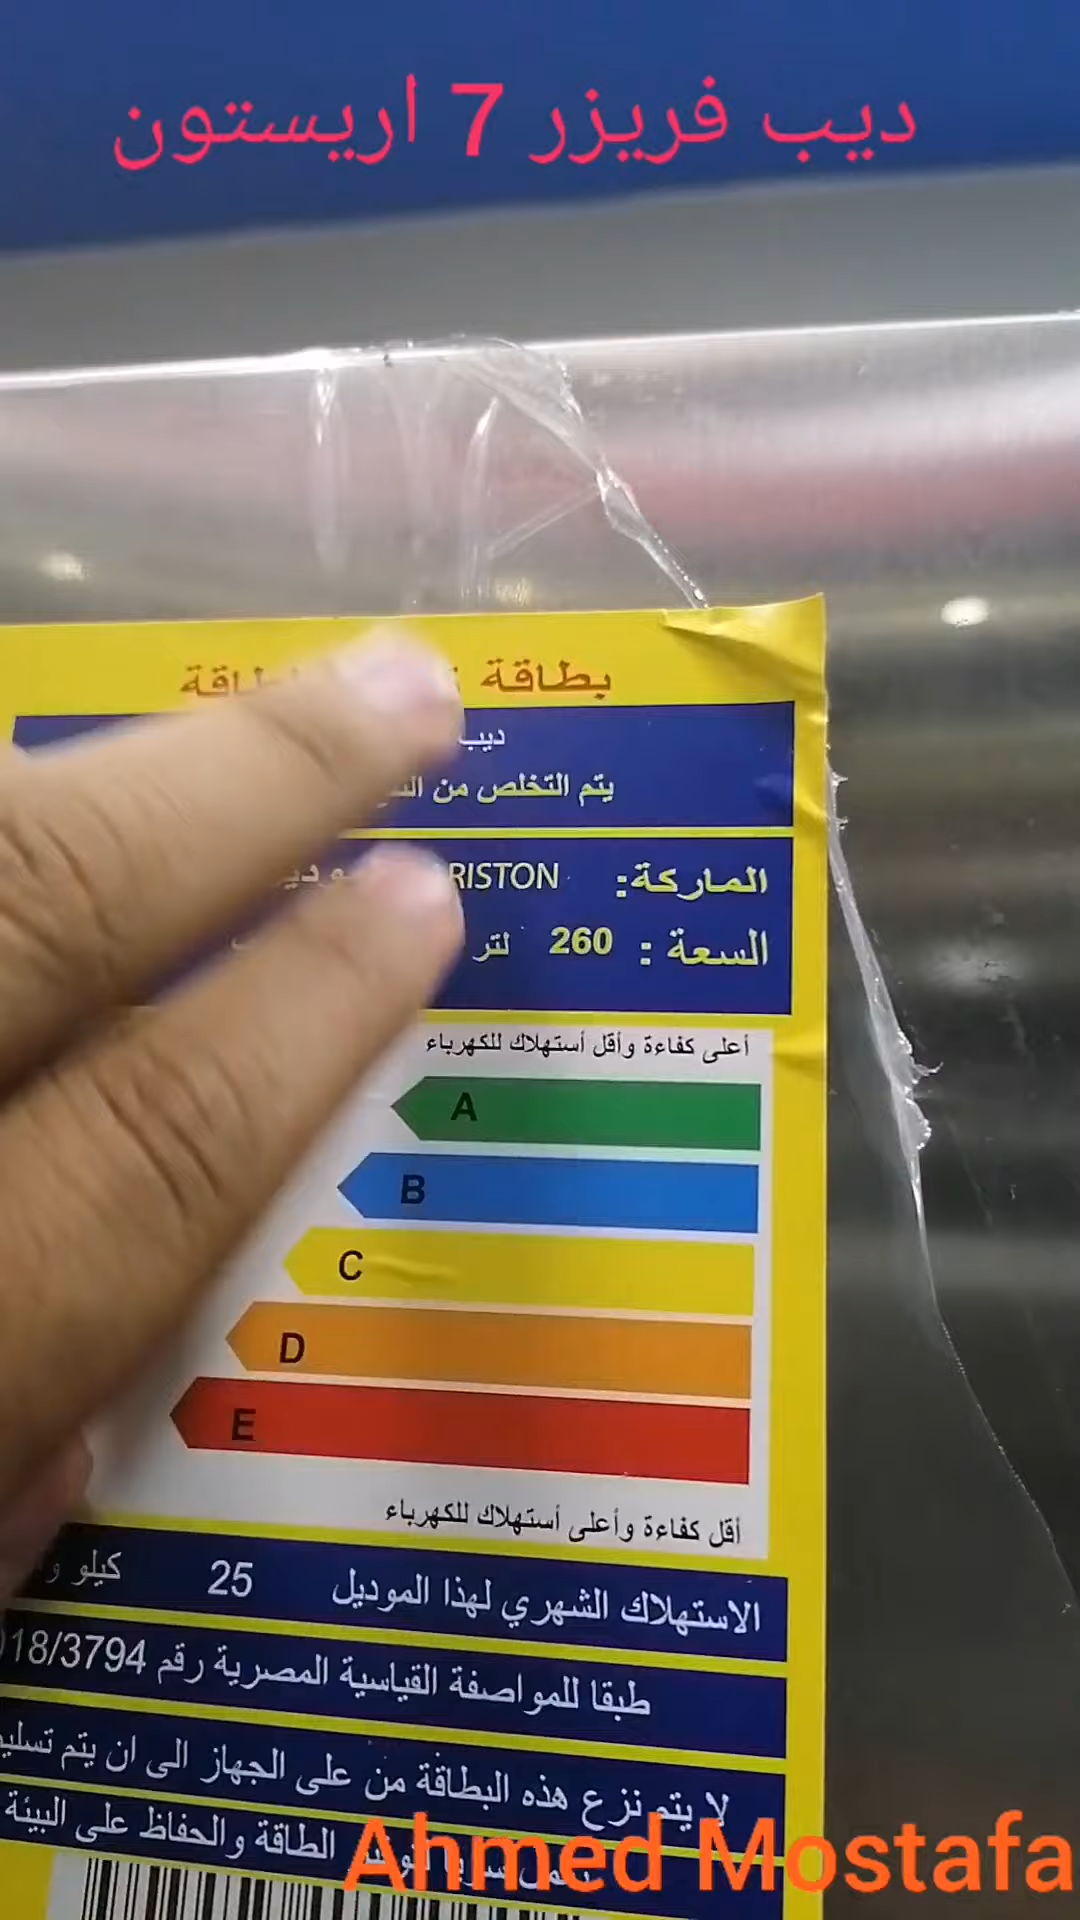 ديب فريزر 7 اريستون
بطاقة
ديب
يتم التخلص من
الماركة: ARISTON
السعة : 260 لتر
أعلى كفاءة وأقل أستهلاك للكهرباء
A
B
C
D
E
أقل كفاءة وأعلى أستهلاك للكهرباء
الاستهلاك الشهري لهذا الموديل 25 كيلو
طبقا للمواصفة القياسية المصرية رقم 18/3794
لا يتم نزع هذه البطاقة من على الجهاز الى ان يتم
الطاقة والحفاظ على البيئة
Ahmed Mostafa